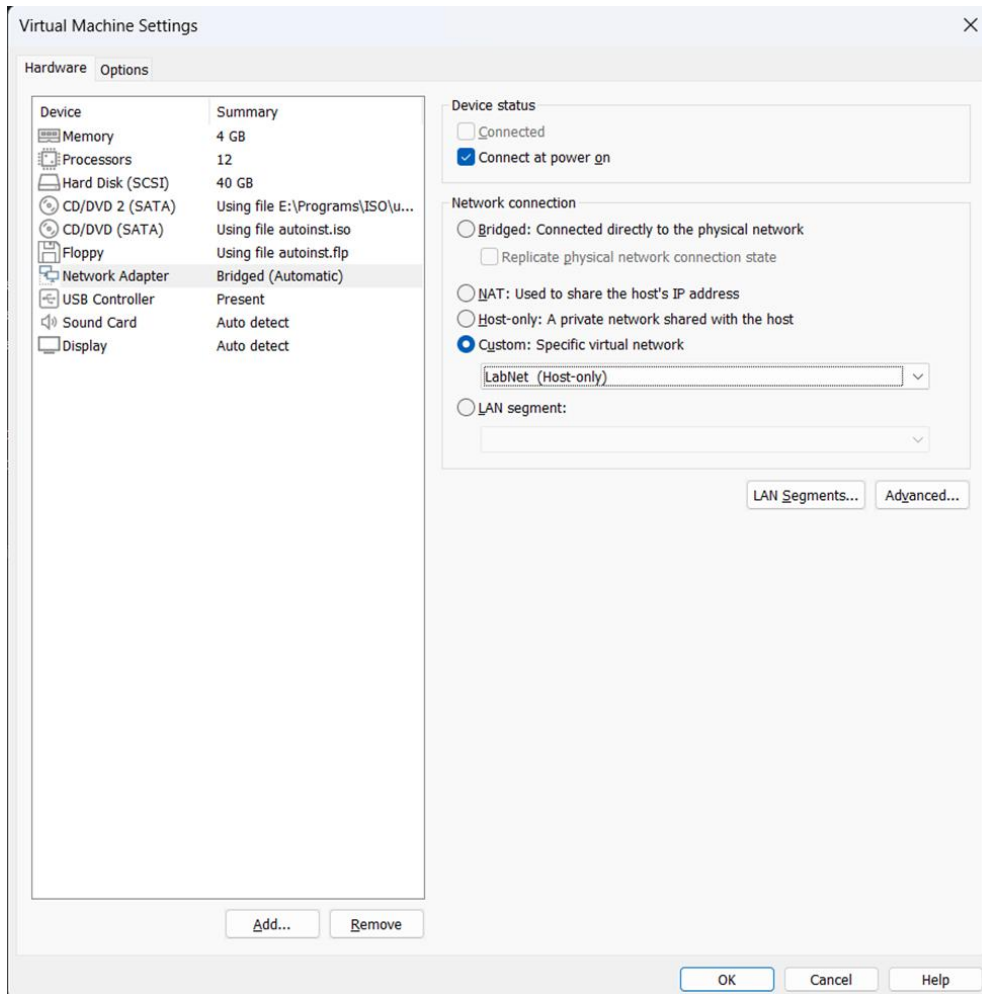 Virtual Machine Settings
Hardware Options
Device Summary
Memory 4 GB
Processors 12
Hard Disk (SCSI) 40 GB
CD/DVD 2 (SATA) Using file E:\Programs\ISO\u...
CD/DVD (SATA) Using file autoinst.iso
Floppy Using file autoinst.flp
Network Adapter Bridged (Automatic)
USB Controller Present
Sound Card Auto detect
Display Auto detect
Add... Remove
Device status
Connected
Connect at power on
Network connection
Bridged: Connected directly to the physical network
Replicate physical network connection state
NAT: Used to share the host's IP address
Host-only: A private network shared with the host
Custom: Specific virtual network
LabNet (Host-only)
LAN segment:
LAN Segments... Advanced...
OK Cancel Help